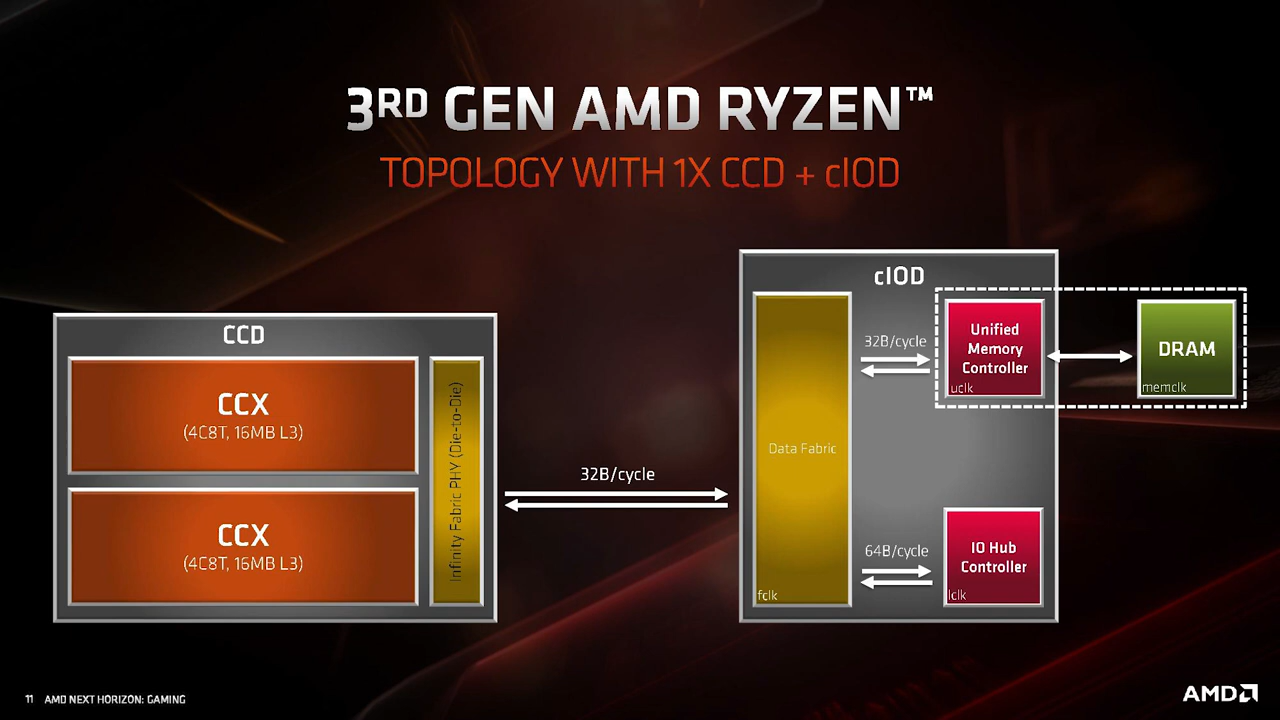 3RD GEN AMD RYZEN™
TOPOLOGY WITH 1X CCD + cIOD
CCD
CCX
(4C8T, 16MB L3)
CCX
(4C8T, 16MB L3)
Infinity Fabric PHY (Die-to-Die)
32B/cycle
cIOD
Data Fabric
fclk
32B/cycle
Unified
Memory
Controller
uclk
DRAM
memclk
64B/cycle
IO Hub
Controller
lclk
11 AMD NEXT HORIZON: GAMING
AMD